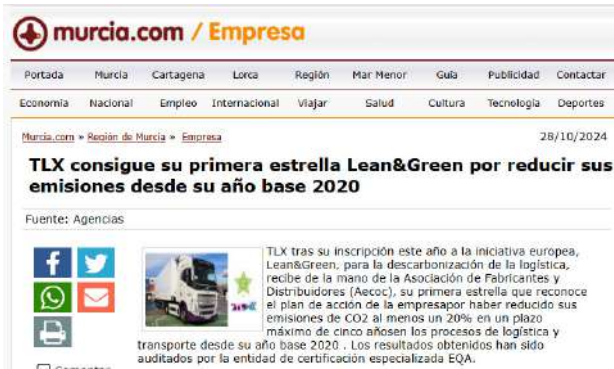 murcia.com / Empresa
Portada Murcia Cartagena Lorca Región Mar Menor Guía Publicidad Contactar
Economía Nacional Empleo Internacional Viajar Salud Cultura Tecnología Deportes
Murcia.com » Región de Murcia » Empresa 28/10/2024
TLX consigue su primera estrella Lean&Green por reducir sus
emisiones desde su año base 2020
Fuente: Agencias
TLX tras su inscripción este año a la iniciativa europea,
Lean&Green, para la descarbonización de la logística,
recibe de la mano de la Asociación de Fabricantes y
Distribuidores (Aecoc), su primera estrella que reconoce
el plan de acción de la empresapor haber reducido sus
emisiones de CO2 al menos un 20% en un plazo
máximo de cinco añosen los procesos de logística y
transporte desde su año base 2020 . Los resultados obtenidos han sido
auditados por la entidad de certificación especializada EQA.